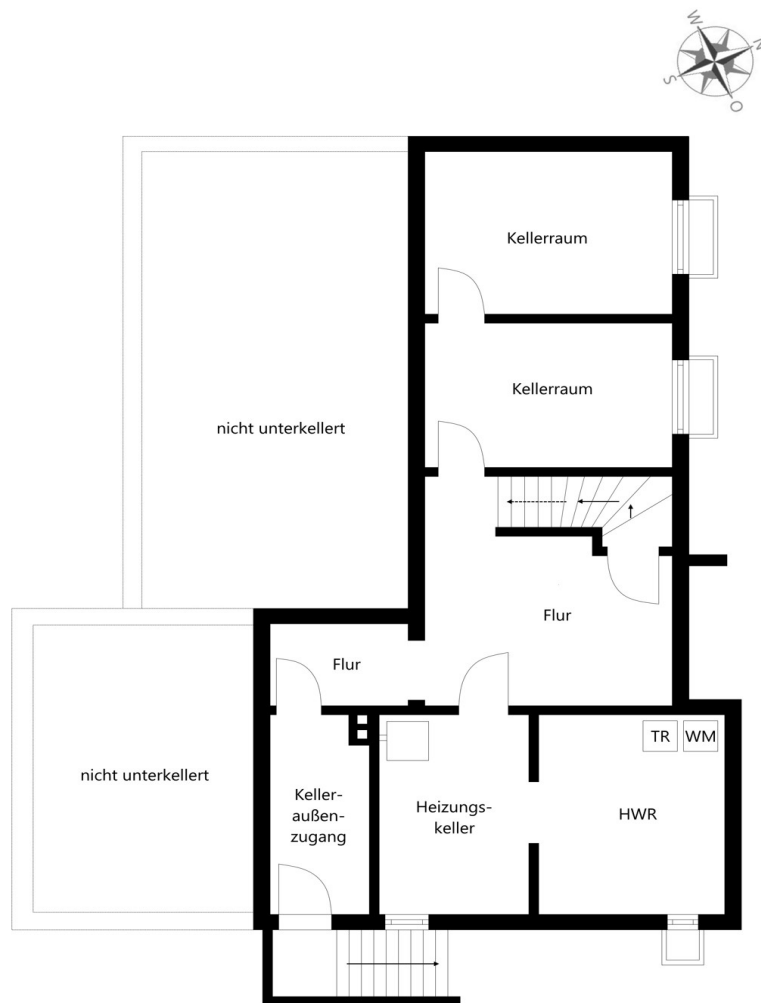 W
N
S
O
Kellerraum
Kellerraum
nicht unterkellert
Flur
Flur
TR
WM
nicht unterkellert
Keller-
außen-
zugang
Heizungs-
keller
HWR